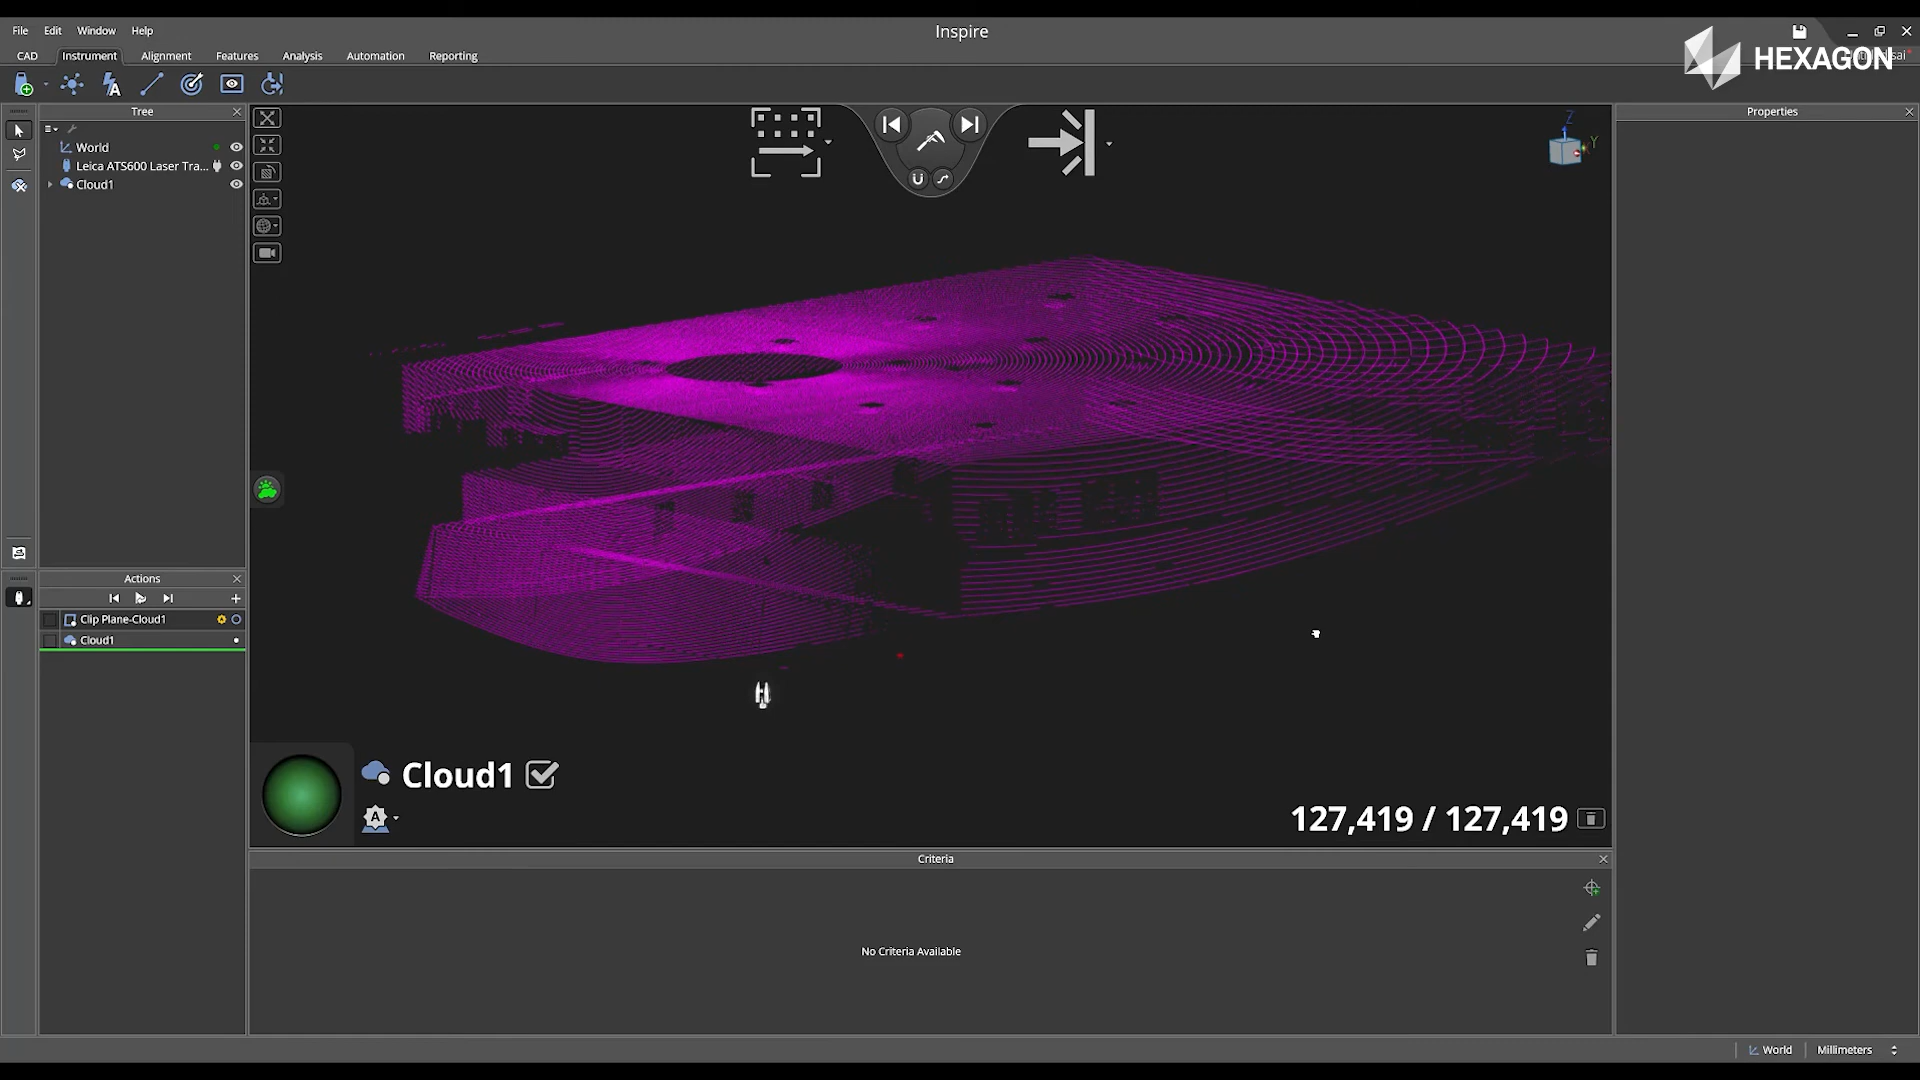 File Edit Window Help
Inspire
HEXAGON
CAD Instrument Alignment Features Analysis Automation Reporting
A
Tree
Properties
World
Leica ATS600 Laser Tra...
Cloud1
Z
Y
Actions
Clip Plane-Cloud1
Cloud1
Cloud1
A
127,419 / 127,419
Criteria
No Criteria Available
World Millimeters